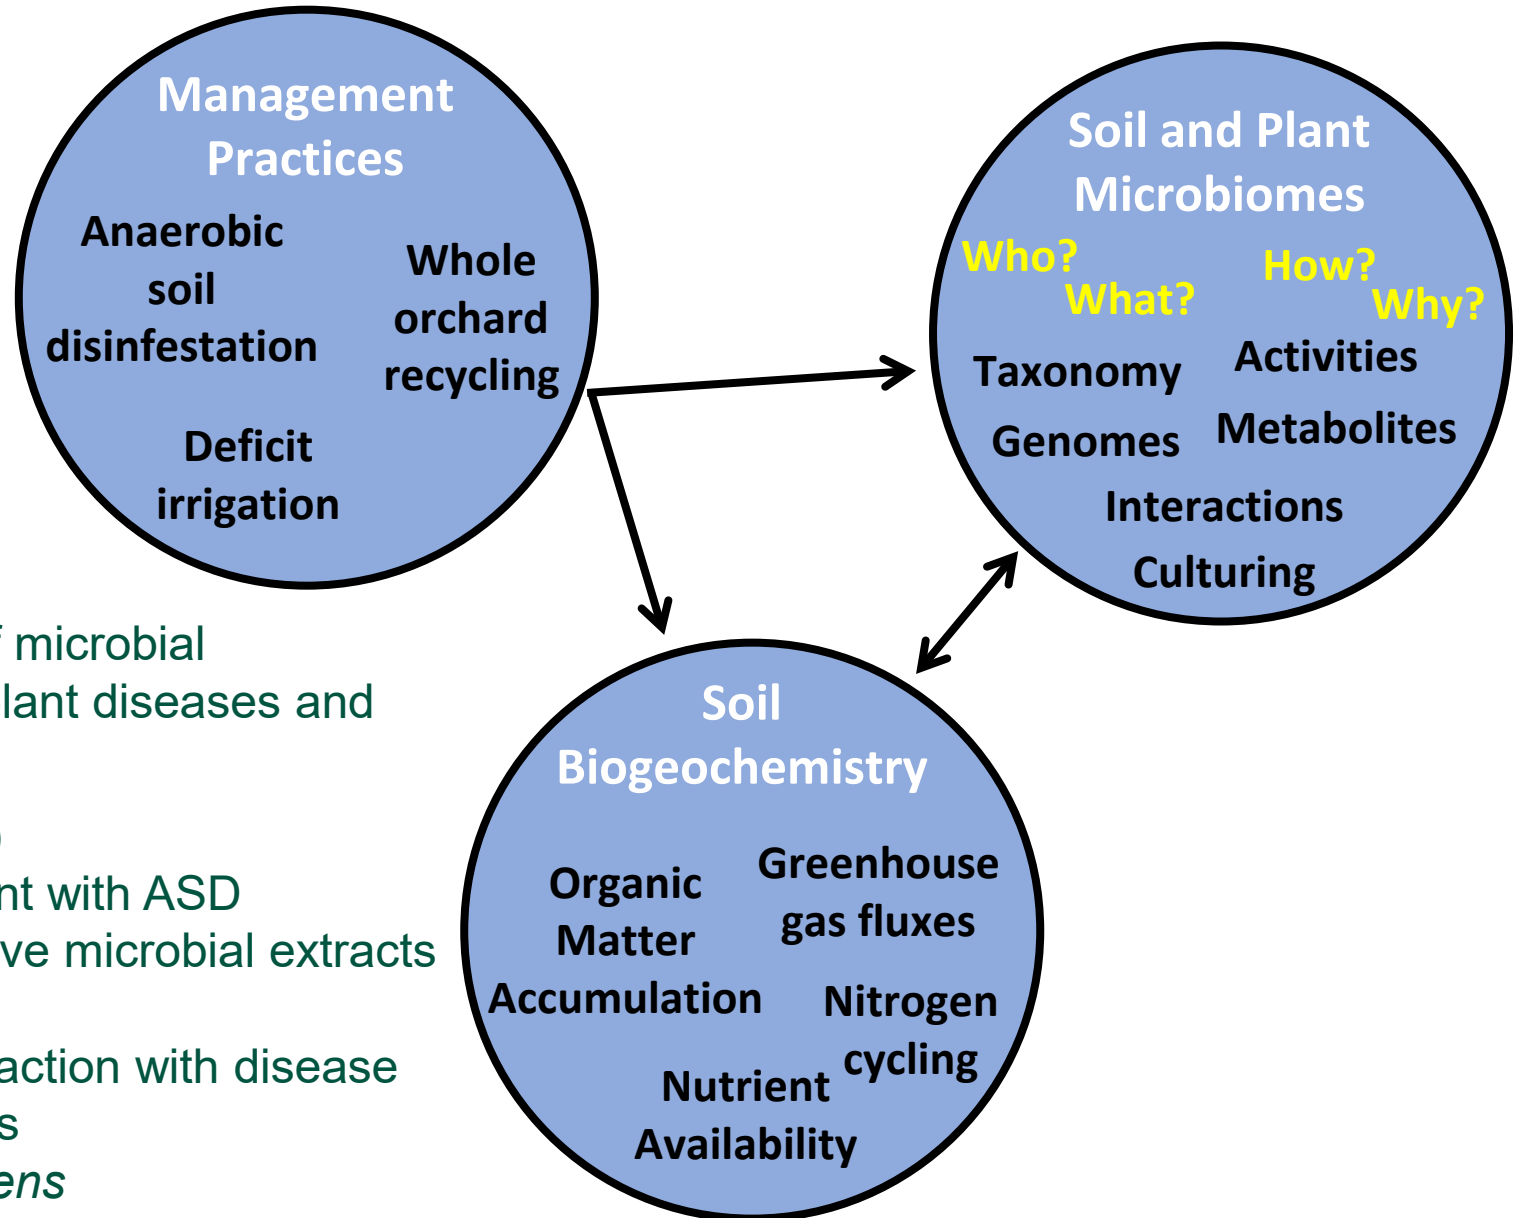 Management
Practices
Anaerobic
soil
disinfestation
Whole
orchard
recycling
Deficit
irrigation
Soil and Plant
Microbiomes
Who?
What?
How?
Why?
Taxonomy
Genomes
Activities
Metabolites
Interactions
Culturing
Soil
Biogeochemistry
Organic
Matter
Accumulation
Greenhouse
gas fluxes
Nitrogen
cycling
Nutrient
Availability
microbial
plant diseases and
)
nt with ASD
ve microbial extracts
action with disease
s
ens